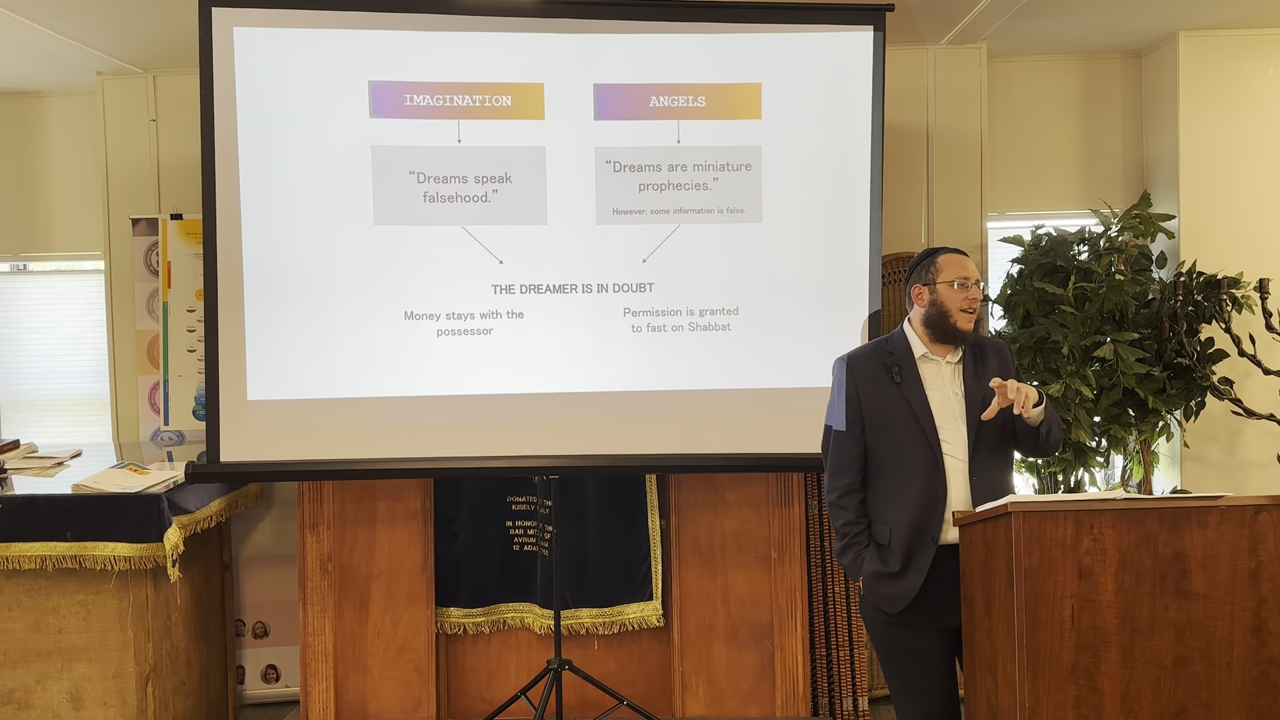 IMAGINATION
ANGELS
“Dreams speak
falsehood.”
“Dreams are miniature
prophecies.”
However, some information is false.
THE DREAMER IS IN DOUBT
Money stays with the
possessor
Permission is granted
to fast on Shabbat
DONATED
KISELY
IN HONOR
BAR
12 ADAR